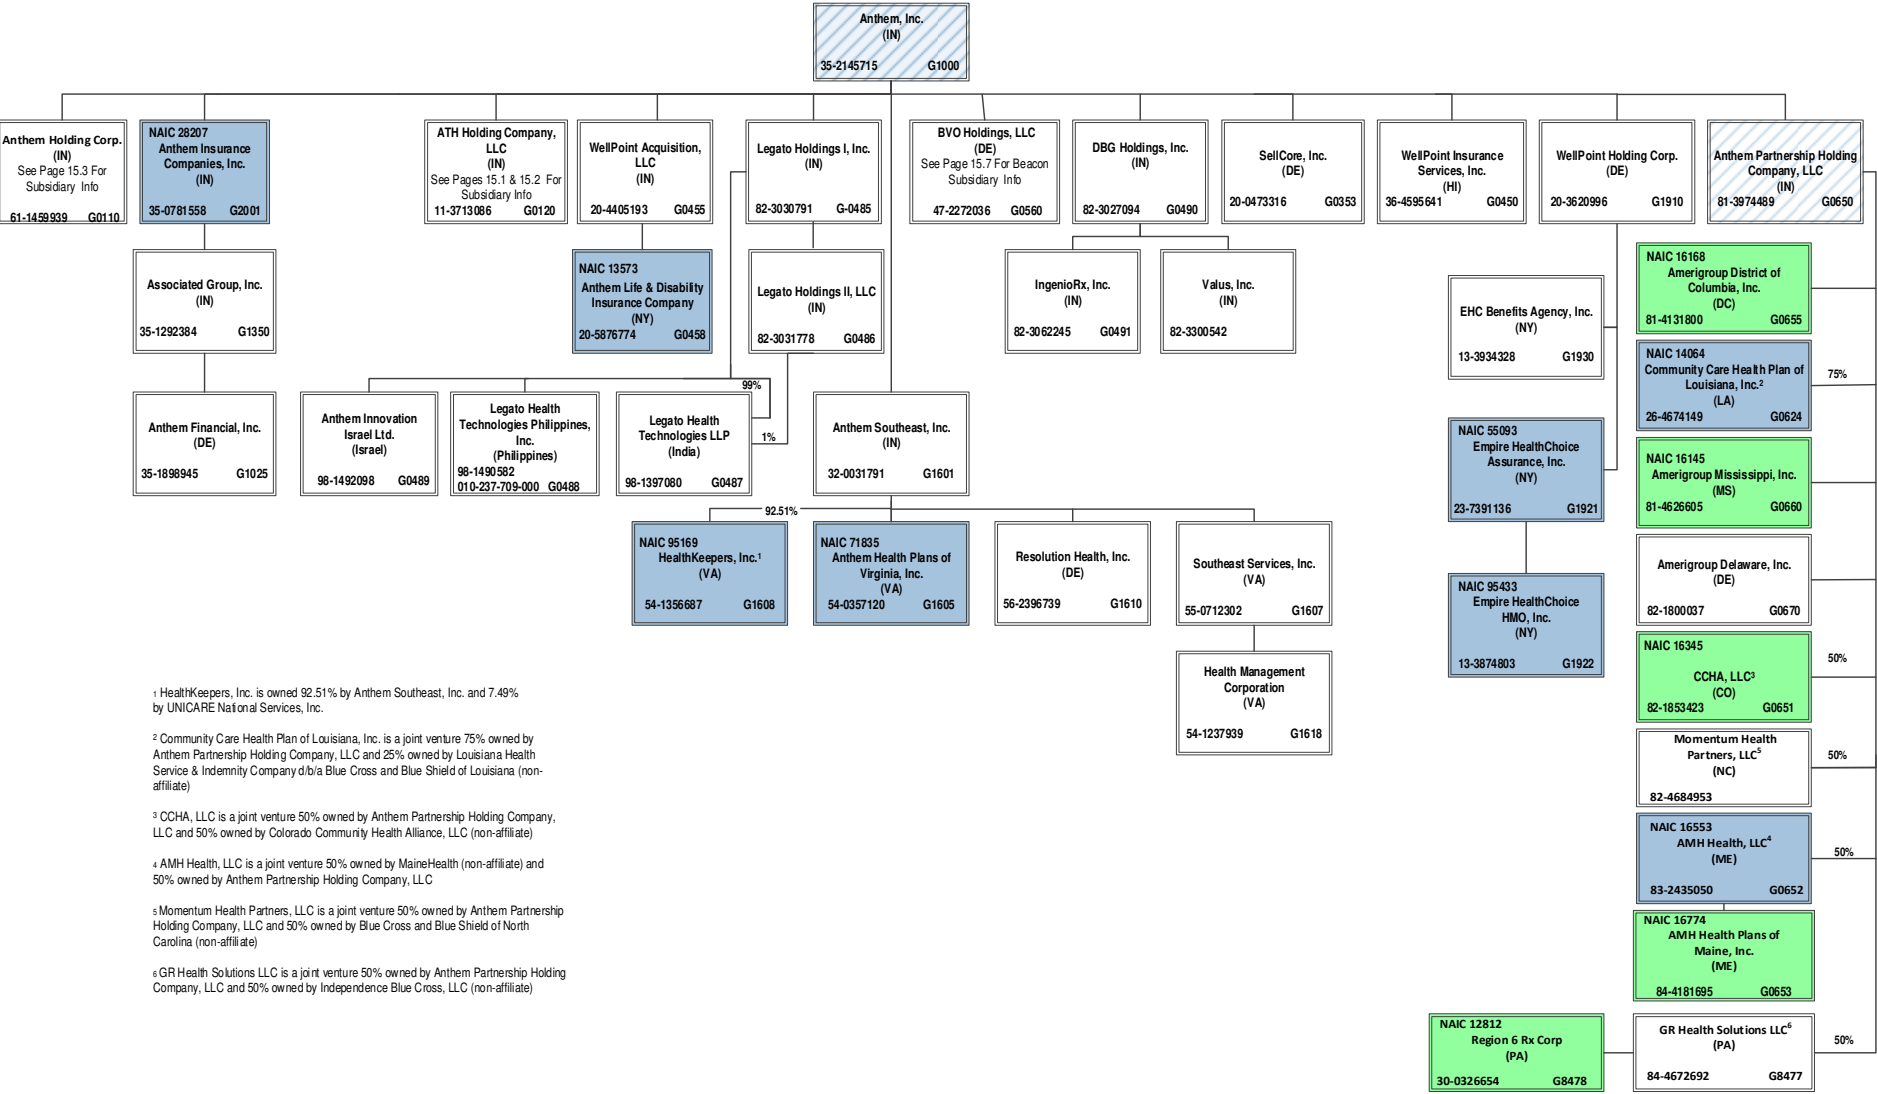 Anthem, Inc.
(IN)
35-2145715 G1000
Anthem Holding Corp.
(IN)
See Page 15.3 For
Subsidiary Info
61-1459939 G0110
NAIC 28207
Anthem Insurance
Companies, Inc.
(IN)
35-0781558 G2001
ATH Holding Company,
LLC
(IN)
See Pages 15.1 & 15.2 For
Subsidiary Info
11-3713086 G0120
WellPoint Acquisition,
LLC
(IN)
20-4405193 G0455
Legato Holdings I, Inc.
(IN)
82-3030791 G-0485
BVO Holdings, LLC
(DE)
See Page 15.7 For Beacon
Subsidiary Info
47-2272036 G0560
DBG Holdings, Inc.
(IN)
82-3027094 G0490
SellCore, Inc.
(DE)
20-0473316 G0353
WellPoint Insurance
Services, Inc.
(HI)
36-4595641 G0450
WellPoint Holding Corp.
(DE)
20-3620996 G1910
Anthem Partnership Holding
Company, LLC
(IN)
81-3974489 G0650
Associated Group, Inc.
(IN)
35-1292384 G1350
NAIC 13573
Anthem Life & Disability
Insurance Company
(NY)
20-5876774 G0458
Legato Holdings II, LLC
(IN)
82-3031778 G0486
IngenioRx, Inc.
(IN)
82-3062245 G0491
Valus, Inc.
(IN)
82-3300542
EHC Benefits Agency, Inc.
(NY)
13-3934328 G1930
NAIC 16168
Amerigroup District of
Columbia, Inc.
(DC)
81-4131800 G0655
NAIC 14064
Community Care Health Plan of
Louisiana, Inc.²
(LA)
26-4674149 G0624
75%
99%
1%
Anthem Financial, Inc.
(DE)
35-1898945 G1025
Anthem Innovation
Israel Ltd.
(Israel)
98-1492098 G0489
Legato Health
Technologies Philippines,
Inc.
(Philippines)
98-1490582
010-237-709-000 G0488
Legato Health
Technologies LLP
(India)
98-1397080 G0487
Anthem Southeast, Inc.
(IN)
32-0031791 G1601
NAIC 55093
Empire HealthChoice
Assurance, Inc.
(NY)
23-7391136 G1921
NAIC 16145
Amerigroup Mississippi, Inc.
(MS)
81-4626605 G0660
92.51%
NAIC 95169
HealthKeepers, Inc.¹
(VA)
54-1356687 G1608
NAIC 71835
Anthem Health Plans of
Virginia, Inc.
(VA)
54-0357120 G1605
Resolution Health, Inc.
(DE)
56-2396739 G1610
Southeast Services, Inc.
(VA)
55-0712302 G1607
NAIC 95433
Empire HealthChoice
HMO, Inc.
(NY)
13-3874803 G1922
Amerigroup Delaware, Inc.
(DE)
82-1800037 G0670
NAIC 16345
CCHA, LLC³
(CO)
82-1853423 G0651
50%
Health Management
Corporation
(VA)
54-1237939 G1618
Momentum Health
Partners, LLC⁵
(NC)
82-4684953
50%
NAIC 16553
AMH Health, LLC⁴
(ME)
83-2435050 G0652
50%
NAIC 16774
AMH Health Plans of
Maine, Inc.
(ME)
84-4181695 G0653
NAIC 12812
Region 6 Rx Corp
(PA)
30-0326654 G8478
GR Health Solutions LLC⁶
(PA)
84-4672692 G8477
50%
¹ HealthKeepers, Inc. is owned 92.51% by Anthem Southeast, Inc. and 7.49%
by UNICARE National Services, Inc.
² Community Care Health Plan of Louisiana, Inc. is a joint venture 75% owned by
Anthem Partnership Holding Company, LLC and 25% owned by Louisiana Health
Service & Indemnity Company d/b/a Blue Cross and Blue Shield of Louisiana (non-
affiliate)
³ CCHA, LLC is a joint venture 50% owned by Anthem Partnership Holding Company,
LLC and 50% owned by Colorado Community Health Alliance, LLC (non-affiliate)
⁴ AMH Health, LLC is a joint venture 50% owned by MaineHealth (non-affiliate) and
50% owned by Anthem Partnership Holding Company, LLC
⁵ Momentum Health Partners, LLC is a joint venture 50% owned by Anthem Partnership
Holding Company, LLC and 50% owned by Blue Cross and Blue Shield of North
Carolina (non-affiliate)
⁶ GR Health Solutions LLC is a joint venture 50% owned by Anthem Partnership Holding
Company, LLC and 50% owned by Independence Blue Cross, LLC (non-affiliate)